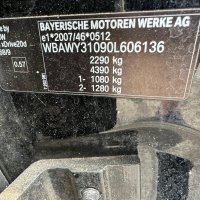 BAYERISCHE MOTOREN WERKE AG
e1*2007/46*0512
WBAWY31090L606136
xDrive20d
2290 kg
0.57
4390 kg
1- 1080 kg
2- 1280 kg